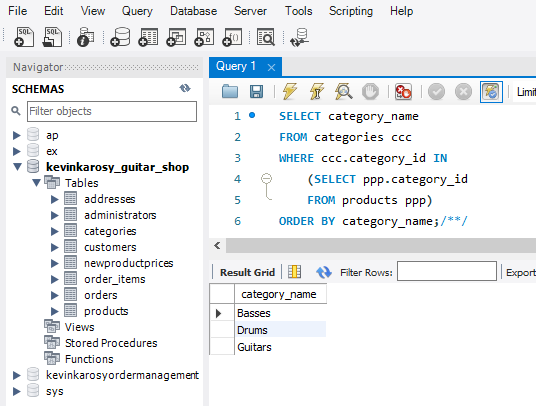 File Edit View Query Database Server Tools Scripting Help
SQL SQL
Navigator
SCHEMAS
Filter objects
ap
ex
kevinkarosy_guitar_shop
Tables
addresses
administrators
categories
customers
newproductprices
order_items
orders
products
Views
Stored Procedures
Functions
kevinkarosyordermanagement
sys
Query 1
Limi
1 SELECT category_name
2 FROM categories ccc
3 WHERE ccc.category_id IN
4 (SELECT ppp.category_id
5 FROM products ppp)
6 ORDER BY category_name;/**/
Result Grid Filter Rows: Export
category_name
Basses
Drums
Guitars